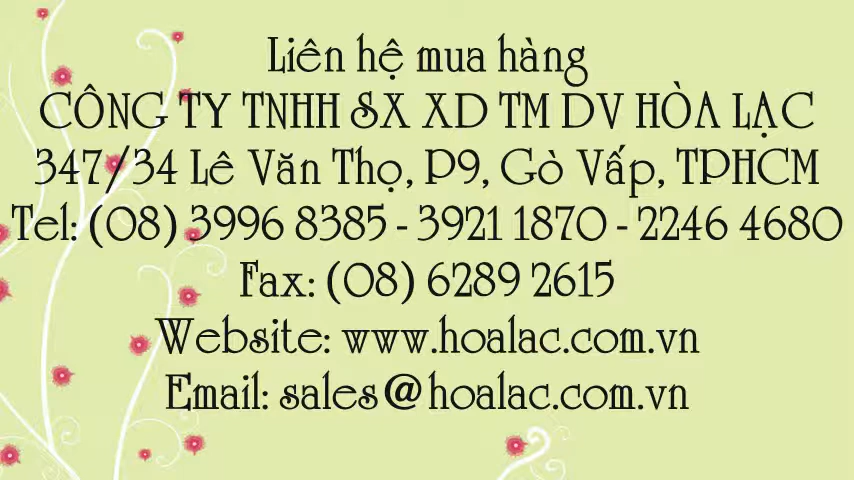 Liên hệ mua hàng
CÔNG TY TNHH SX XD TM DV HÒA LẠC
347/34 Lê Văn Thọ, P9, Gò Vấp, TPHCM
Tel: (08) 3996 8385 - 3921 1870 - 2246 4680
Fax: (08) 6289 2615
Website: www.hoalac.com.vn
Email: sales@hoalac.com.vn